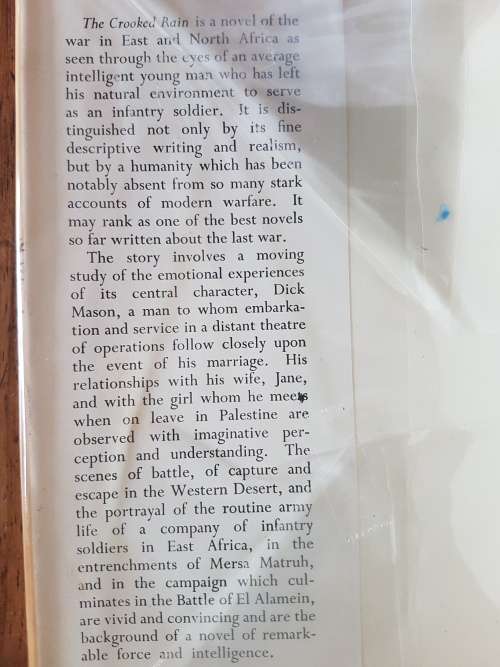 The Crooked Rain is a novel of the
war in East and North Africa as
seen through the eyes of an average
intelligent young man who has left
his natural environment to serve
as an infantry soldier. It is dis-
tinguished not only by its fine
descriptive writing and realism,
but by a humanity which has been
notably absent from so many stark
accounts of modern warfare. It
may rank as one of the best novels
so far written about the last war.
The story involves a moving
study of the emotional experiences
of its central character, Dick
Mason, a man to whom embarka-
tion and service in a distant theatre
of operations follow closely upon
the event of his marriage. His
relationships with his wife, Jane,
and with the girl whom he meets
when on leave in Palestine are
observed with imaginative per-
ception and understanding. The
scenes of battle, of capture and
escape in the Western Desert, and
the portrayal of the routine army
life of a company of infantry
soldiers in East Africa, in the
entrenchments of Mersa Matruh,
and in the campaign which cul-
minates in the Battle of El Alamein,
are vivid and convincing and are the
background of a novel of remark-
able force and intelligence.